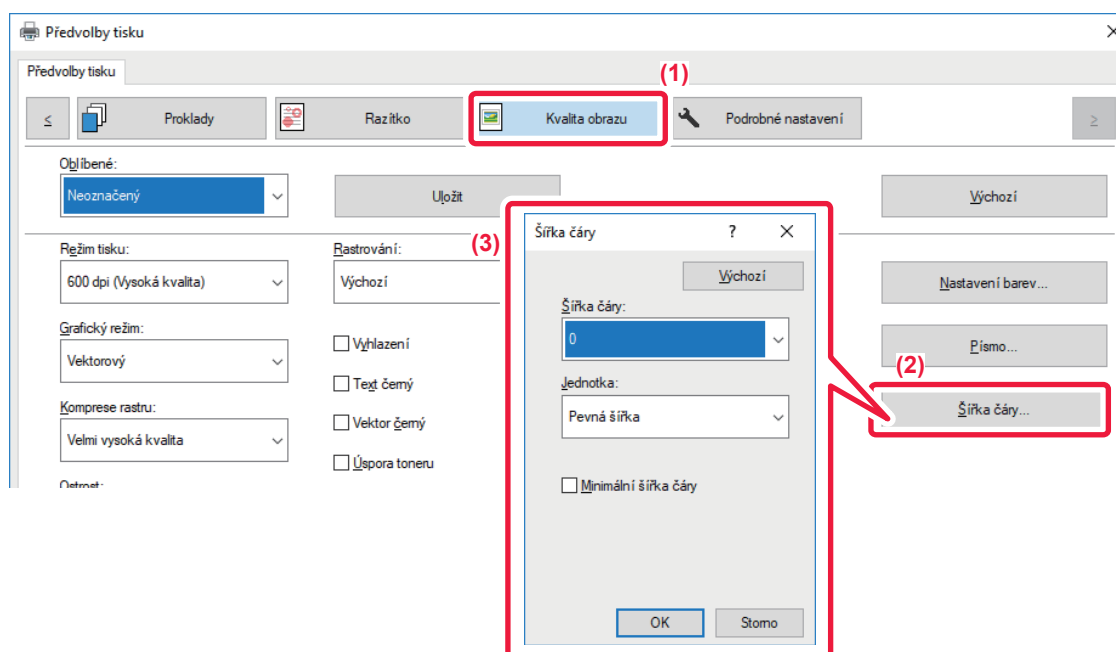 Předvolby tisku
Předvolby tisku
(1)
<
Proklady
Razítko
Kvalita obrazu
Podrobné nastavení
>
Oblíbené:
Neoznačený
Uložit
Výchozí
Režim tisku:
600 dpi (Vysoká kvalita)
Rastrování:
Výchozí
Nastavení barev...
Grafický režim:
Vektorový
Vyhlazení
Text černý
Vektor černý
Úspora toneru
Písmo...
(2)
Šířka čáry...
Komprese rastru:
Velmi vysoká kvalita
Ostrost:
(3)
Šířka čáry ?
Výchozí
Šířka čáry:
0
Jednotka:
Pevná šířka
Minimální šířka čáry
OK
Storno